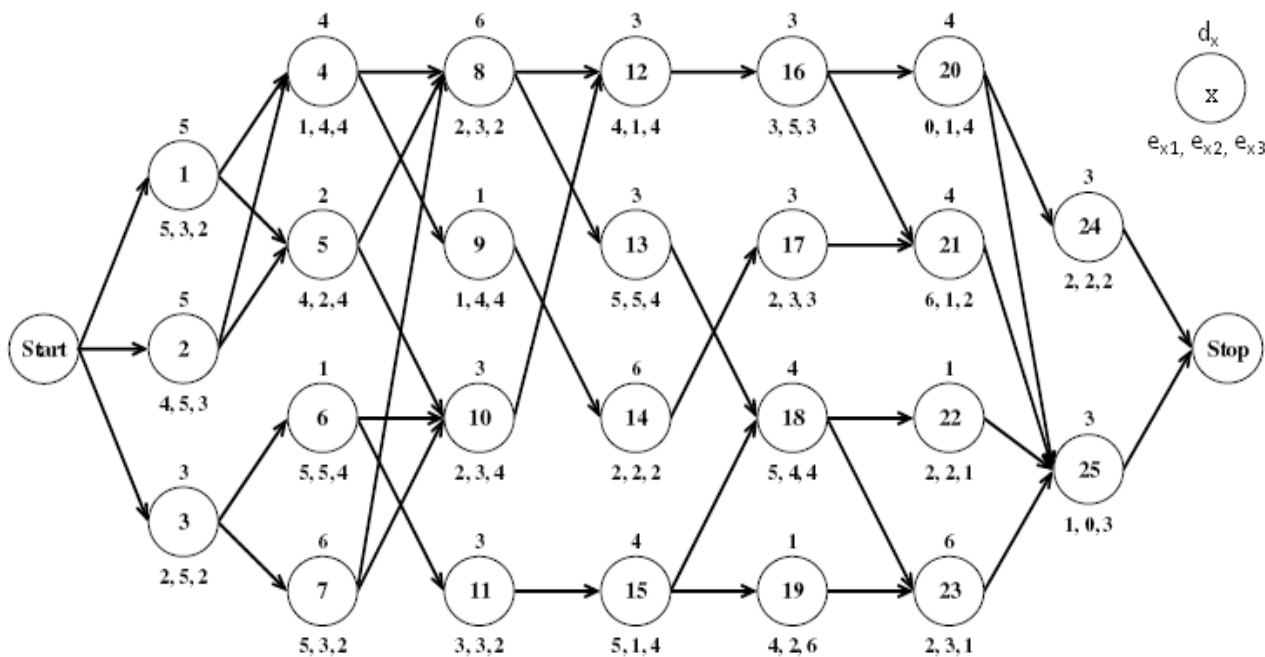 4 6 3 3 4
4 8 12 16 20
1, 4, 4 2, 3, 2 4, 1, 4 3, 5, 3 0, 1, 4
d_x
x
e_x1, e_x2, e_x3
5
1
5, 3, 2
2 1 3 3 4 3
5 9 13 17 21 24
4, 2, 4 1, 4, 4 5, 5, 4 2, 3, 3 6, 1, 2 2, 2, 2
5
Start 2 Stop
4, 5, 3
1 3 6 4 1 3
6 10 14 18 22 25
5, 5, 4 2, 3, 4 2, 2, 2 5, 4, 4 2, 2, 1 1, 0, 3
3
3
2, 5, 2
6 3 4 1 6
7 11 15 19 23
5, 3, 2 3, 3, 2 5, 1, 4 4, 2, 6 2, 3, 1